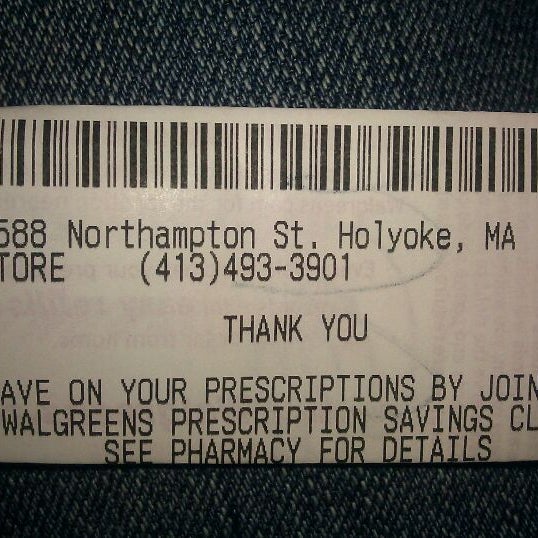 588 Northampton St. Holyoke, MA
TORE (413)493-3901
THANK YOU
AVE ON YOUR PRESCRIPTIONS BY JOIN
WALGREENS PRESCRIPTION SAVINGS CL
SEE PHARMACY FOR DETAILS